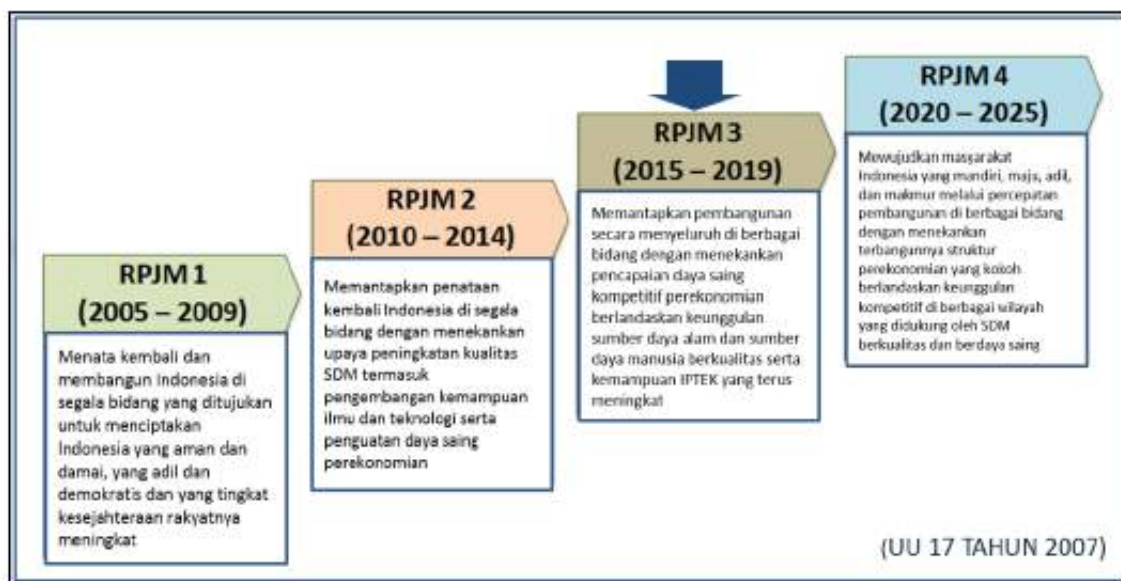 RPJM 1
(2005 – 2009)
Menata kembali dan
membangun Indonesia di
segala bidang yang ditujukan
untuk menciptakan
Indonesia yang aman dan
damai, yang adil dan
demokratis dan yang tingkat
kesejahteraan rakyatnya
meningkat
RPJM 2
(2010 – 2014)
Memantapkan penataan
kembali Indonesia di segala
bidang dengan menekankan
upaya peningkatan kualitas
SDM termasuk
pengembangan kemampuan
ilmu dan teknologi serta
penguatan daya saing
perekonomian
RPJM 3
(2015 – 2019)
Memantapkan pembangunan
secara menyeluruh di berbagai
bidang dengan menekankan
pencapaian daya saing
kompetitif perekonomian
berlandaskan keunggulan
sumber daya alam dan sumber
daya manusia berkualitas serta
kemampuan IPTEK yang terus
meningkat
RPJM 4
(2020 – 2025)
Mewujudkan masyarakat
Indonesia yang mandiri, maja, adil,
dan makmur melalui percepatan
pembangunan di berbagai bidang
dengan menekankan
terbangunnya struktur
perekonomian yang kokoh
berlandaskan keunggulan
kompetitif di berbagai wilayah
yang didukung oleh SDM
berkualitas dan berdaya saing
(UU 17 TAHUN 2007)